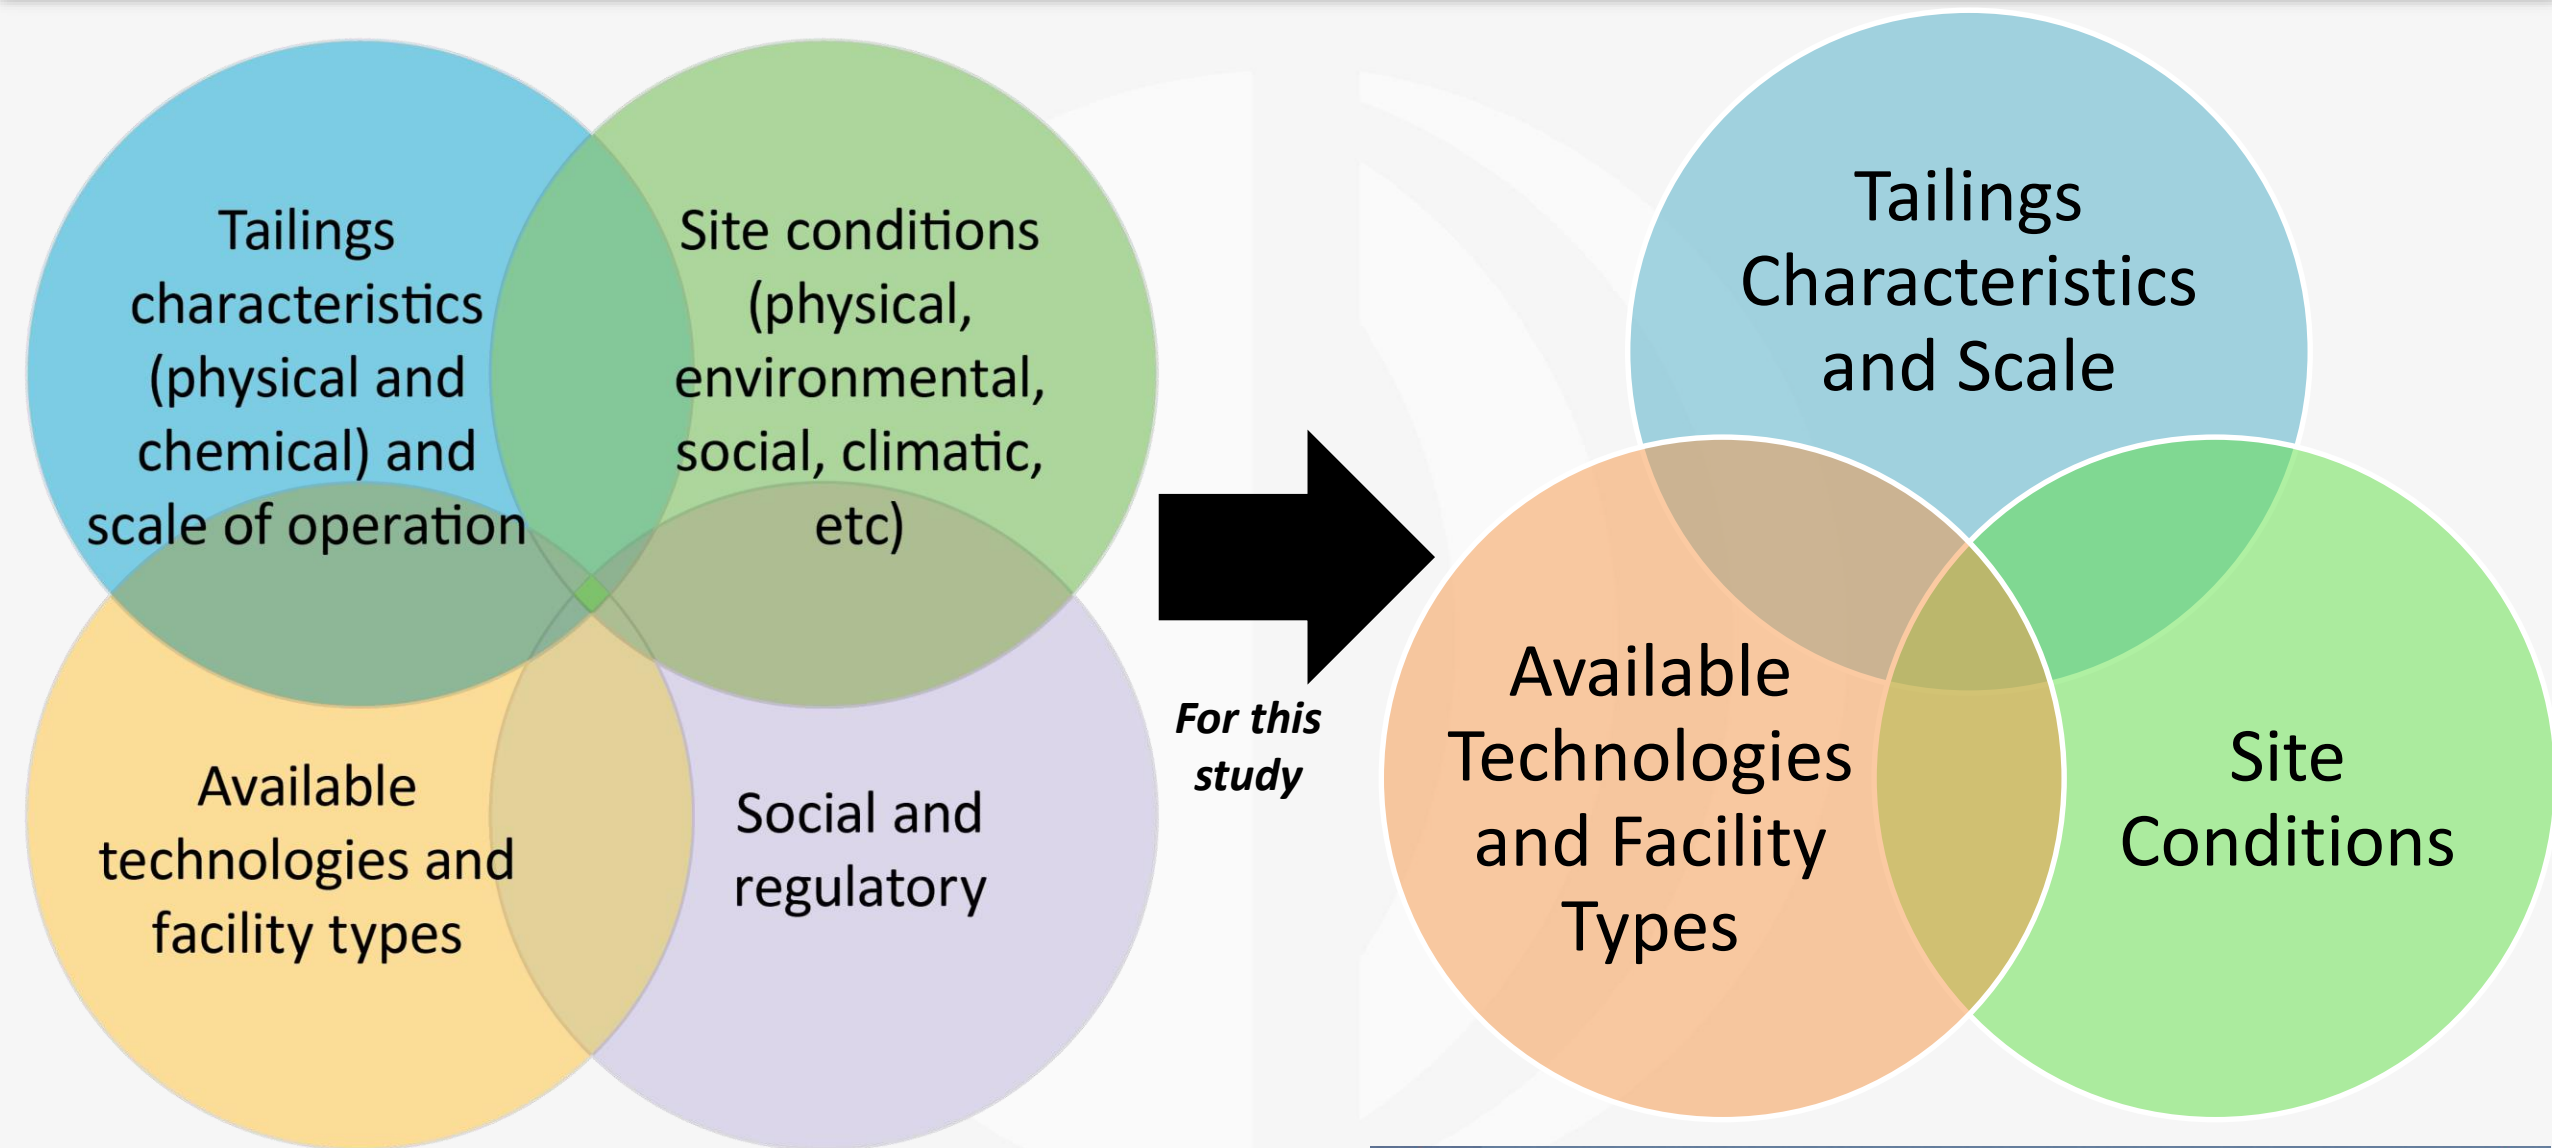 Tailings
characteristics
(physical and
chemical) and
scale of operation
Site conditions
(physical,
environmental,
social, climatic,
etc)
Available
technologies and
facility types
Social and
regulatory
For this
study
Tailings
Characteristics
and Scale
Available
Technologies
and Facility
Types
Site
Conditions